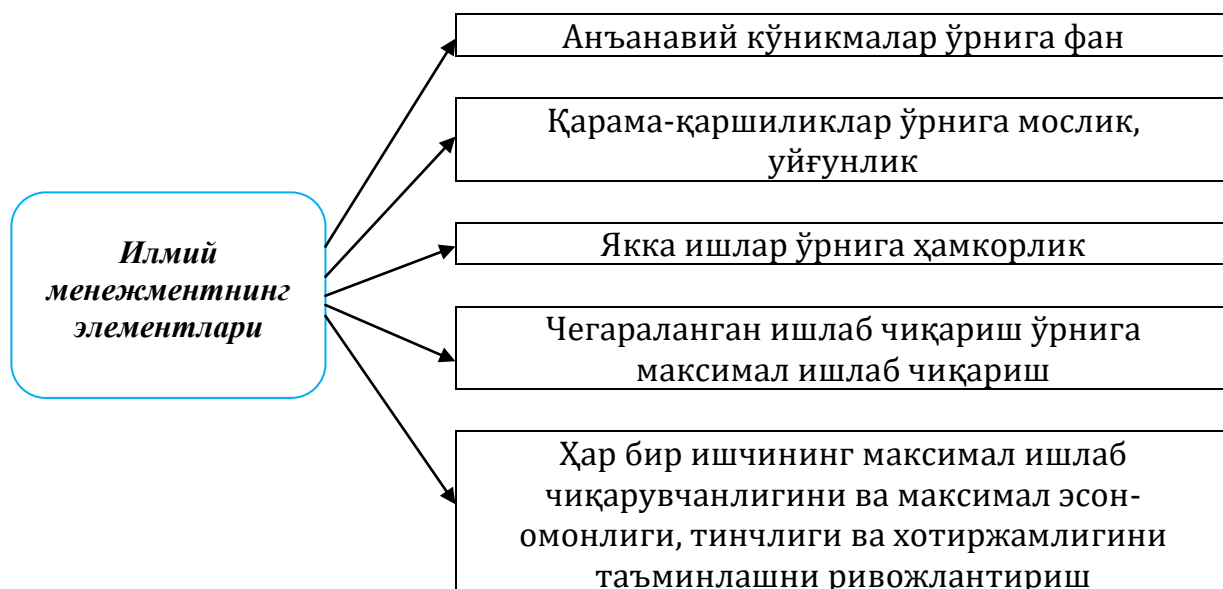 Анъанавий кўникмалар ўрнига фан
Қарама-қаршиликлар ўрнига мослик,
уйғунлик
Илмий
менежментнинг
элементлари
Якка ишлар ўрнига ҳамкорлик
Чегараланган ишлаб чиқариш ўрнига
максимал ишлаб чиқариш
Ҳар бир ишчининг максимал ишлаб
чиқарувчанлигини ва максимал эсон-
омонлиги, тинчлиги ва хотиржамлигини
таъминлашни ривожлантириш